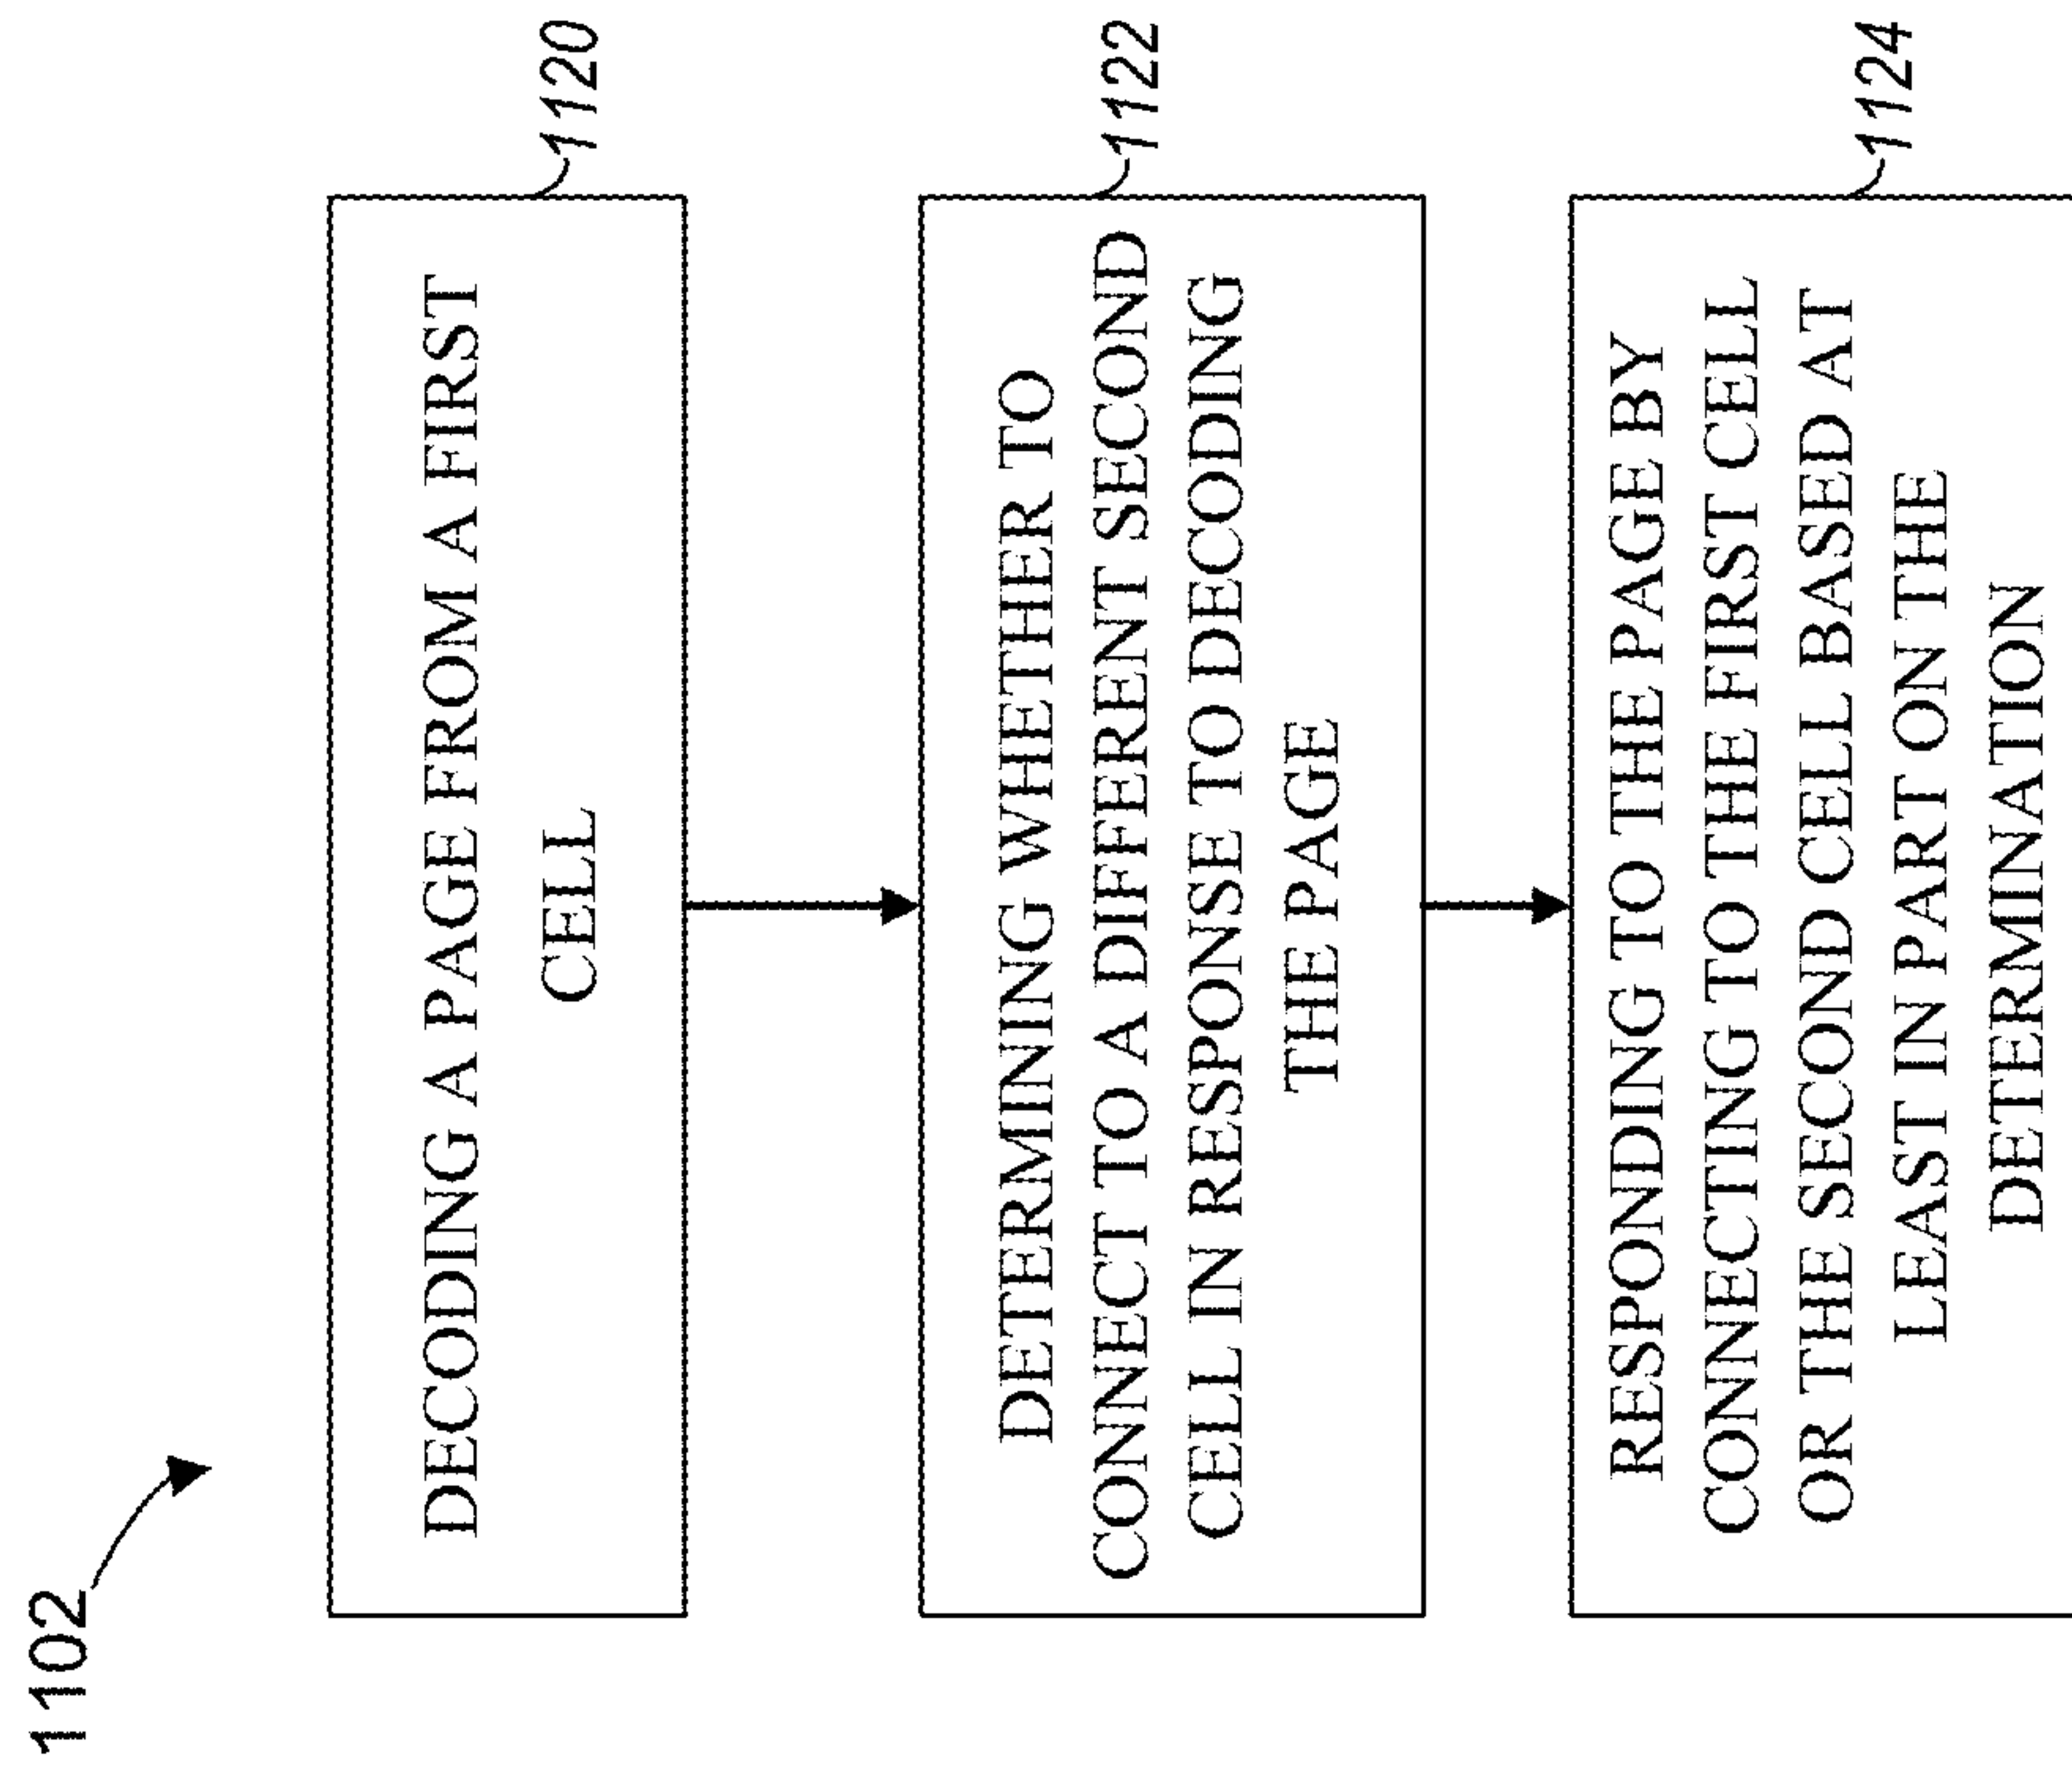 1102
DECODING A PAGE FROM A FIRST
CELL
1120
DETERMINING WHETHER TO
CONNECT TO A DIFFERENT SECOND
CELL IN RESPONSE TO DECODING
THE PAGE
1122
RESPONDING TO THE PAGE BY
CONNECTING TO THE FIRST CELL
OR THE SECOND CELL BASED AT
LEAST IN PART ON THE
DETERMINATION
1124